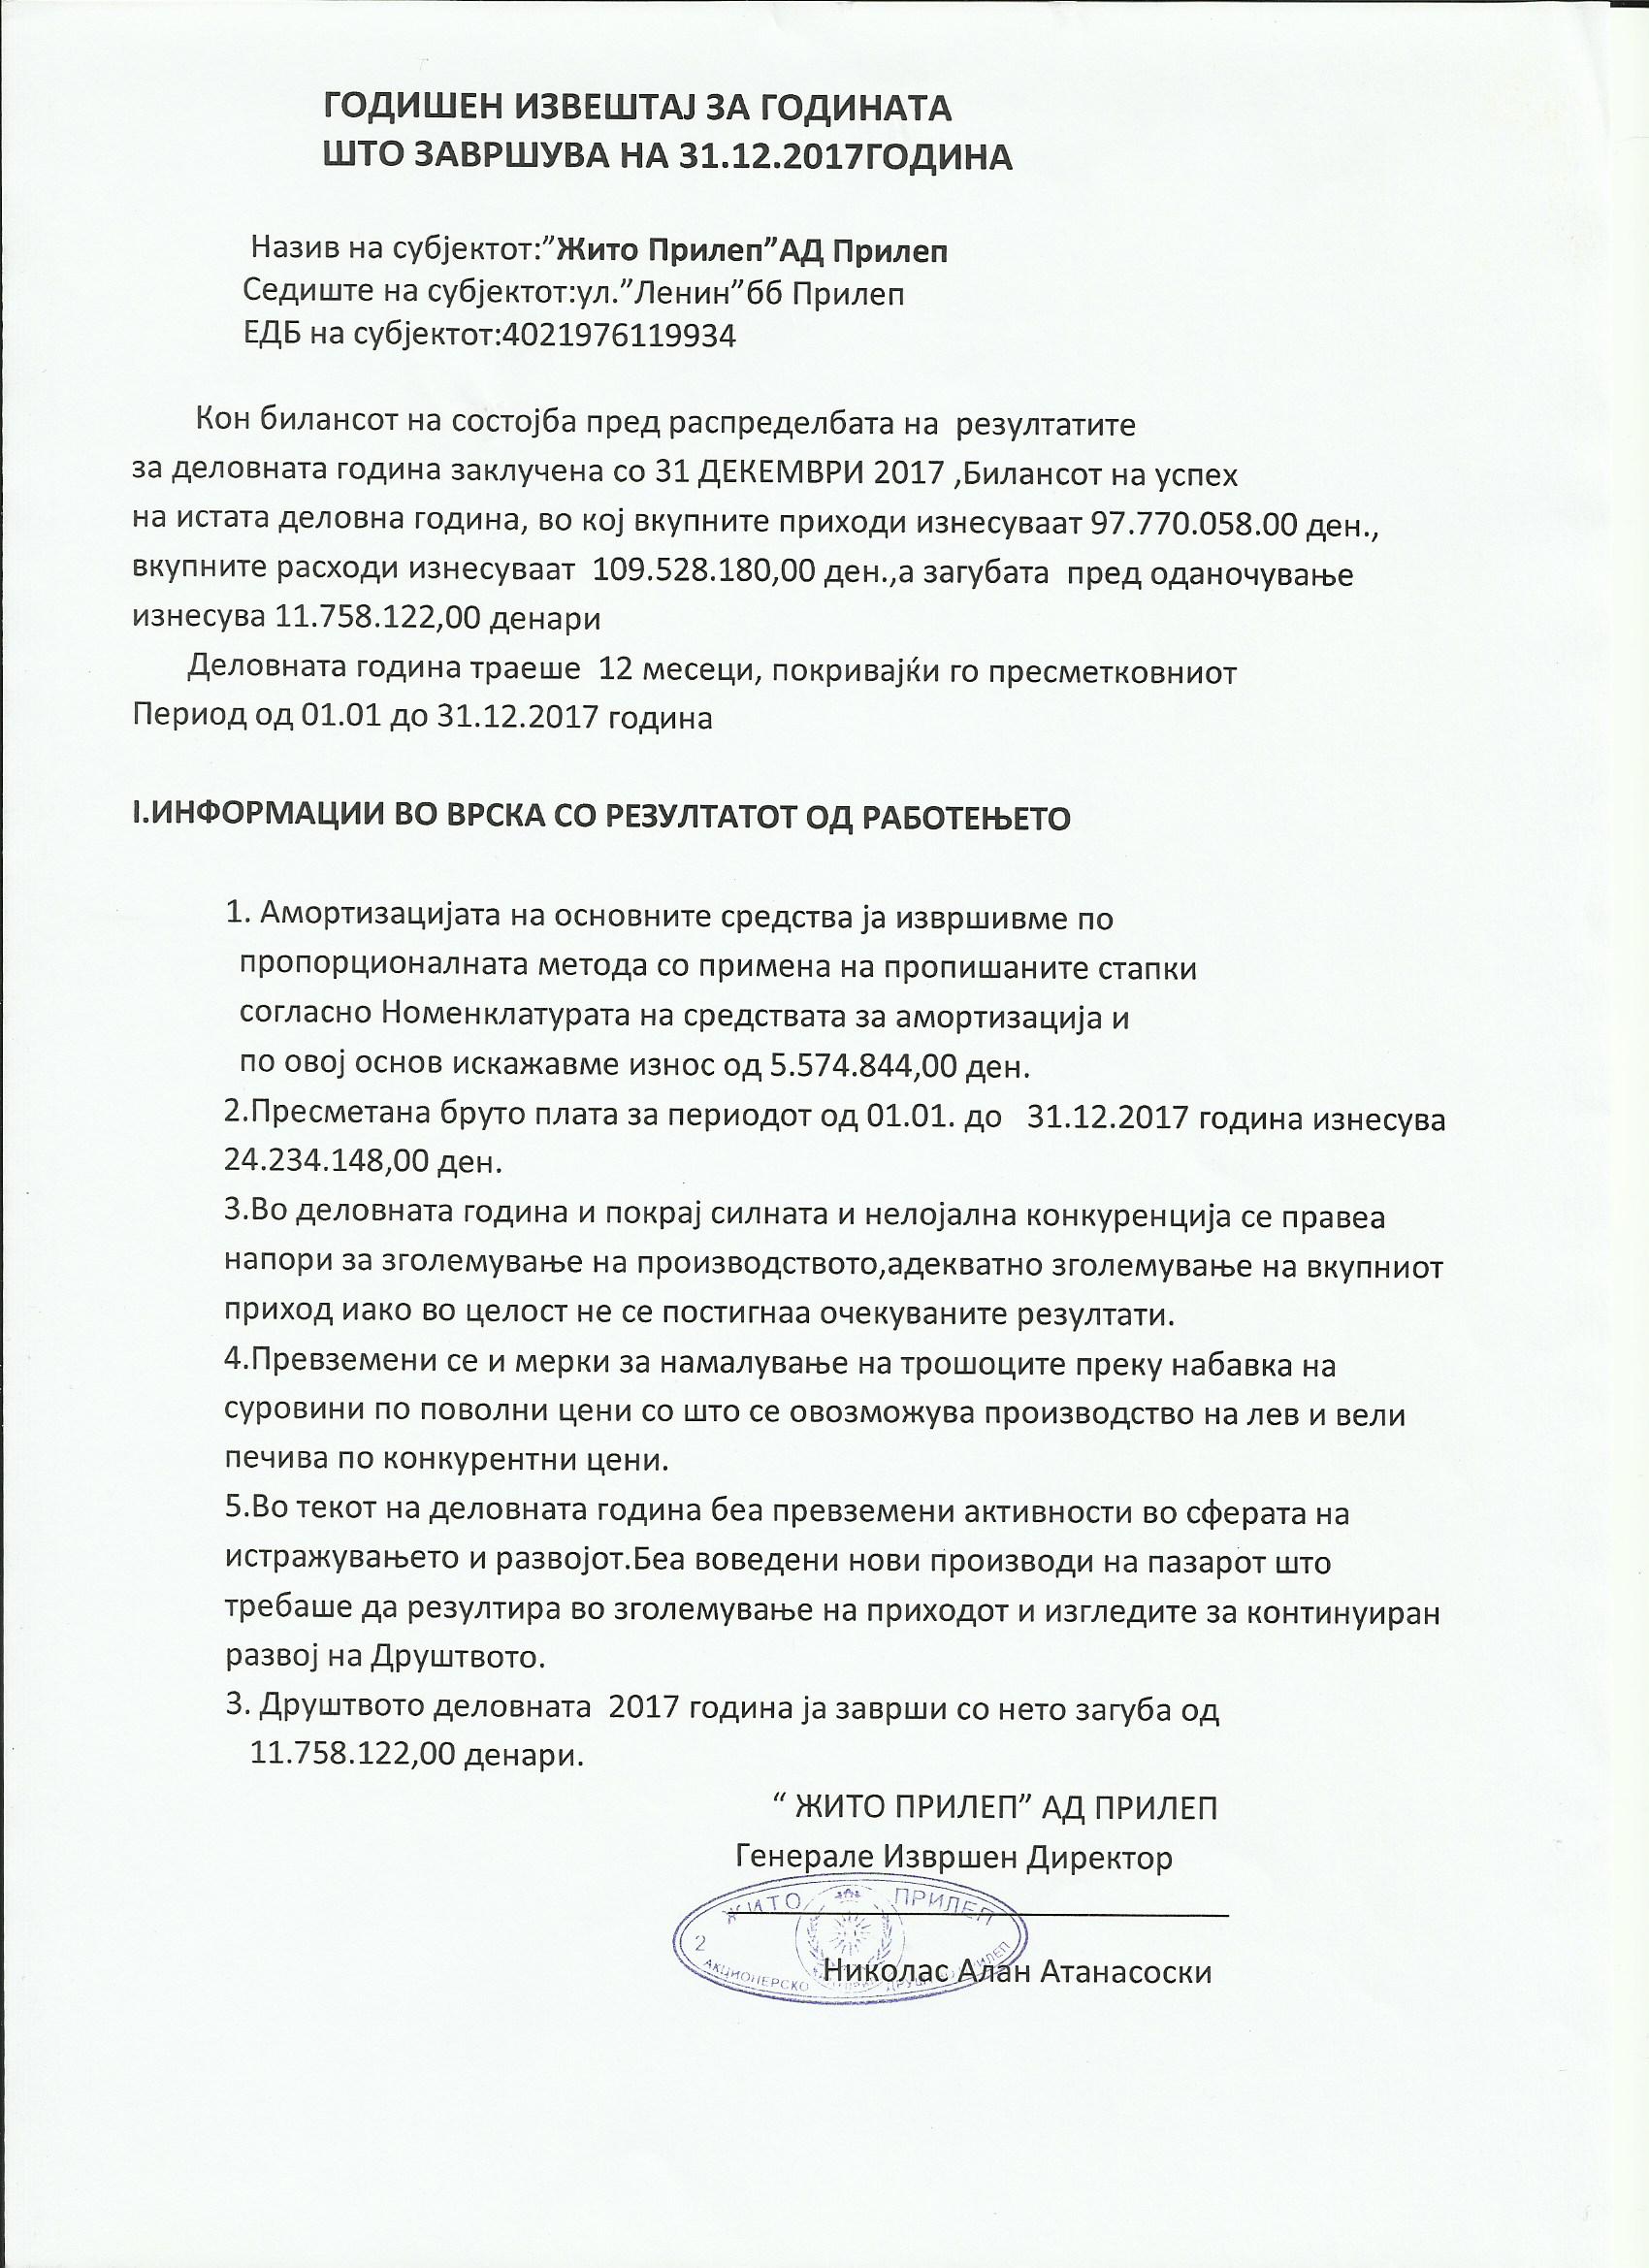 ГОДИШЕН ИЗВЕШТАЈ ЗА ГОДИНАТА
ШТО ЗАВРШУВА НА 31.12.2017ГОДИНА
Назив на субјектот:”Жито Прилеп”АД Прилеп
Седиште на субјектот:ул.”Ленин”бб Прилеп
ЕДБ на субјектот:4021976119934
Кон билансот на состојба пред распределбата на резултатите
за деловната година заклучена со 31 ДЕКЕМВРИ 2017 ,Билансот на успех
на истата деловна година, во кој вкупните приходи изнесуваат 97.770.058.00 ден.,
вкупните расходи изнесуваат 109.528.180,00 ден.,а загубата пред оданочување
изнесува 11.758.122,00 денари
Деловната година траеше 12 месеци, покривајќи го пресметковниот
Период од 01.01 до 31.12.2017 година
I.ИНФОРМАЦИИ ВО ВРСКА СО РЕЗУЛТАТОТ ОД РАБОТЕЊЕТО
1. Амортизацијата на основните средства ја извршивме по
пропорционалната метода со примена на пропишаните стапки
согласно Номенклатурата на средствата за амортизација и
по овој основ искажавме износ од 5.574.844,00 ден.
2.Пресметана бруто плата за периодот од 01.01. до 31.12.2017 година изнесува
24.234.148,00 ден.
3.Во деловната година и покрај силната и нелојална конкуренција се правеа
напори за зголемување на производството,адекватно зголемување на вкупниот
приход иако во целост не се постигнаа очекуваните резултати.
4.Превземени се и мерки за намалување на трошоците преку набавка на
суровини по поволни цени со што се овозможува производство на лев и вели
печива по конкурентни цени.
5.Во текот на деловната година беа превземени активности во сферата на
истражувањето и развојот.Беа воведени нови производи на пазарот што
требаше да резултира во зголемување на приходот и изгледите за континуиран
развој на Друштвото.
3. Друштвото деловната 2017 година ја заврши со нето загуба од
11.758.122,00 денари.
“ ЖИТО ПРИЛЕП” АД ПРИЛЕП
Генерале Извршен Директор
ЖИТО ПРИЛЕП
2
АКЦИОНЕРСКО
Николас Алан Атанасоски